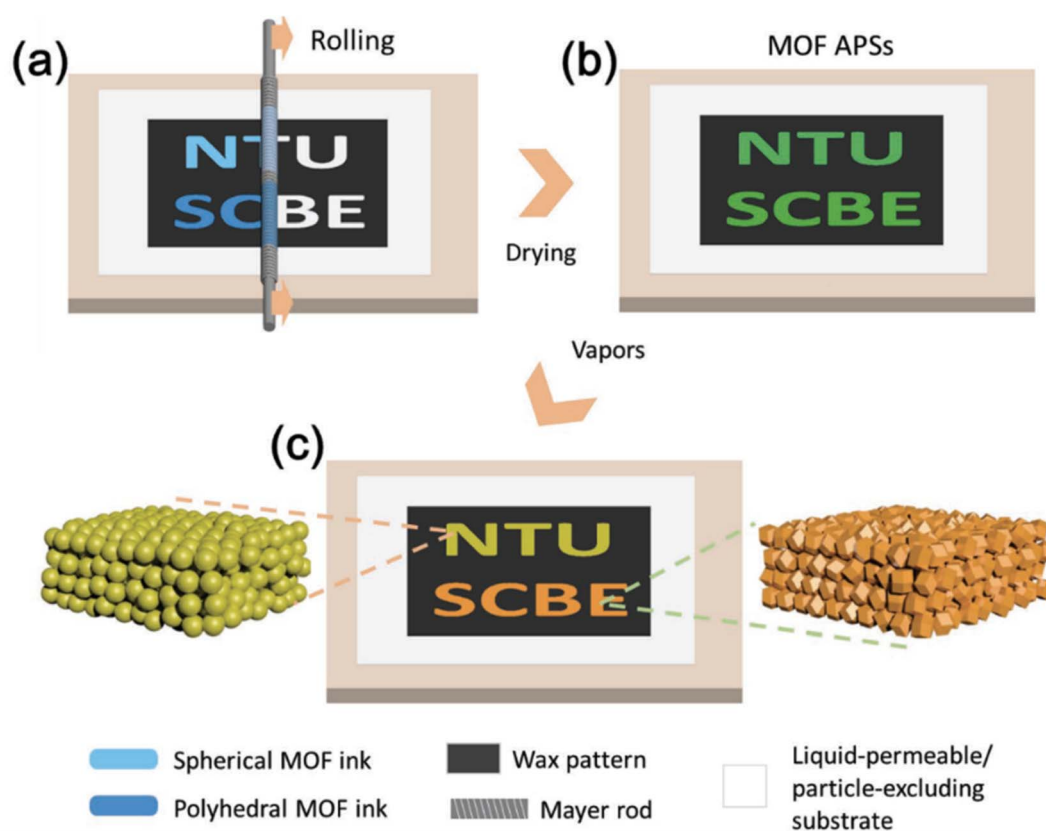 (a)
Rolling
NTU
SCBE
Drying
(b)
MOF APSs
NTU
SCBE
Vapors
(c)
NTU
SCBE
Spherical MOF ink
Polyhedral MOF ink
Wax pattern
Mayer rod
Liquid-permeable/
particle-excluding
substrate